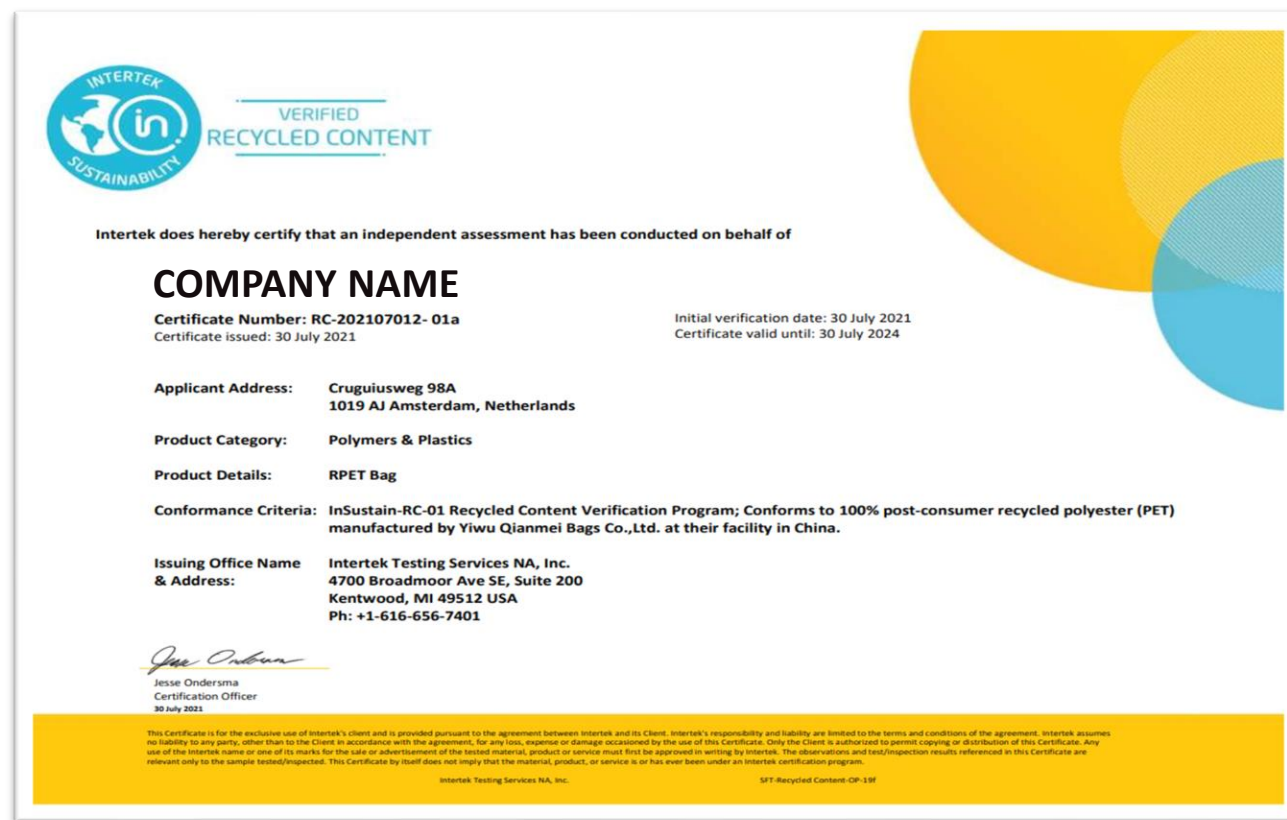 INTERTEK
in
SUSTAINABILITY
VERIFIED
RECYCLED CONTENT
Intertek does hereby certify that an independent assessment has been conducted on behalf of
COMPANY NAME
Certificate Number: RC-202107012- 01a
Certificate issued: 30 July 2021
Initial verification date: 30 July 2021
Certificate valid until: 30 July 2024
Applicant Address: Cruguiusweg 98A
1019 AJ Amsterdam, Netherlands
Product Category: Polymers & Plastics
Product Details: RPET Bag
Conformance Criteria: InSustain-RC-01 Recycled Content Verification Program; Conforms to 100% post-consumer recycled polyester (PET)
manufactured by Yiwu Qianmei Bags Co.,Ltd. at their facility in China.
Issuing Office Name Intertek Testing Services NA, Inc.
& Address: 4700 Broadmoor Ave SE, Suite 200
Kentwood, MI 49512 USA
Ph: +1-616-656-7401
Jesse Ondersma
Jesse Ondersma
Certification Officer
30 July 2021
This Certificate is for the exclusive use of Intertek's client and is provided pursuant to the agreement between Intertek and its Client. Intertek's responsibility and liability are limited to the terms and conditions of the agreement. Intertek assumes
no liability to any party, other than to the Client in accordance with the agreement, for any loss, expense or damage occasioned by the use of this Certificate. Only the Client is authorized to permit copying or distribution of this Certificate. Any
use of the Intertek name or one of its marks for the sale or advertisement of the tested material, product or service must first be approved in writing by Intertek. The observations and test/inspection results referenced in this Certificate are
relevant only to the sample tested/inspected. This Certificate by itself does not imply that the material, product, or service is or has ever been under an Intertek certification program.
Intertek Testing Services NA, Inc.
SFT-Recycled Content-OP-19f